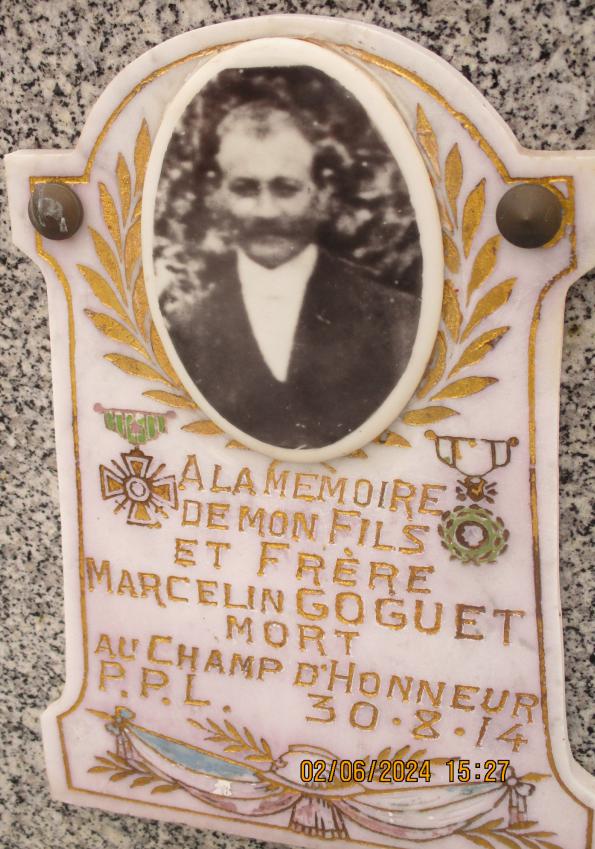 A LA MEMOIRE
DE MON FILS
ET FRÈRE
MARCELIN GOGUET
MORT
AU CHAMP D'HONNEUR
P.P.L. 30·8·14
02/06/2024 15:27